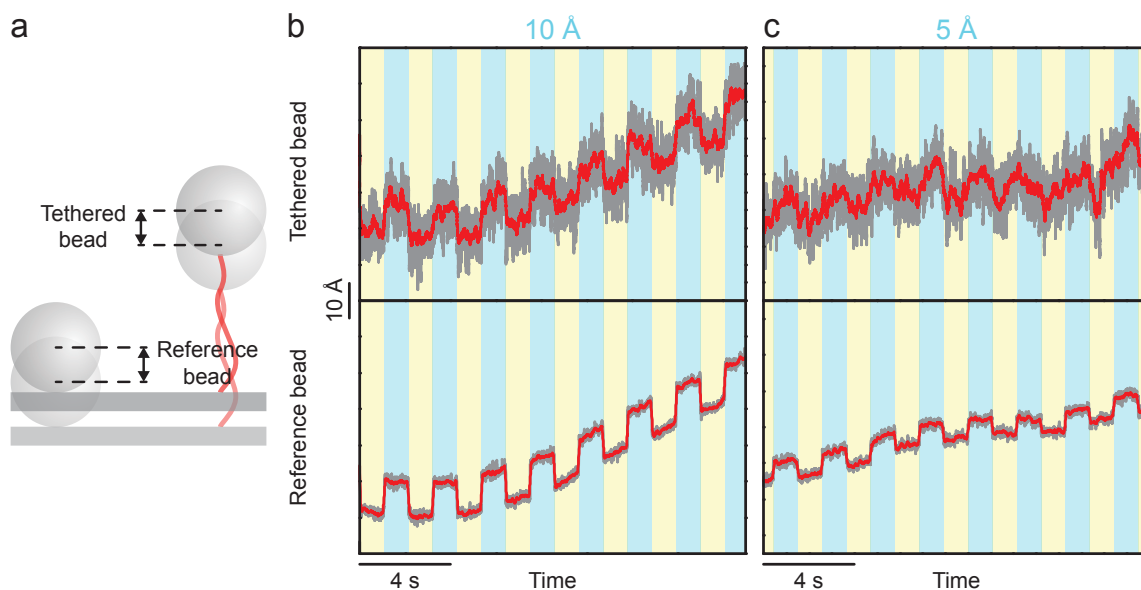 a
b
c
10 Å
5 Å
Tethered
bead
Reference
bead
Tethered bead
Reference bead
10 Å
4 s
Time
4 s
Time